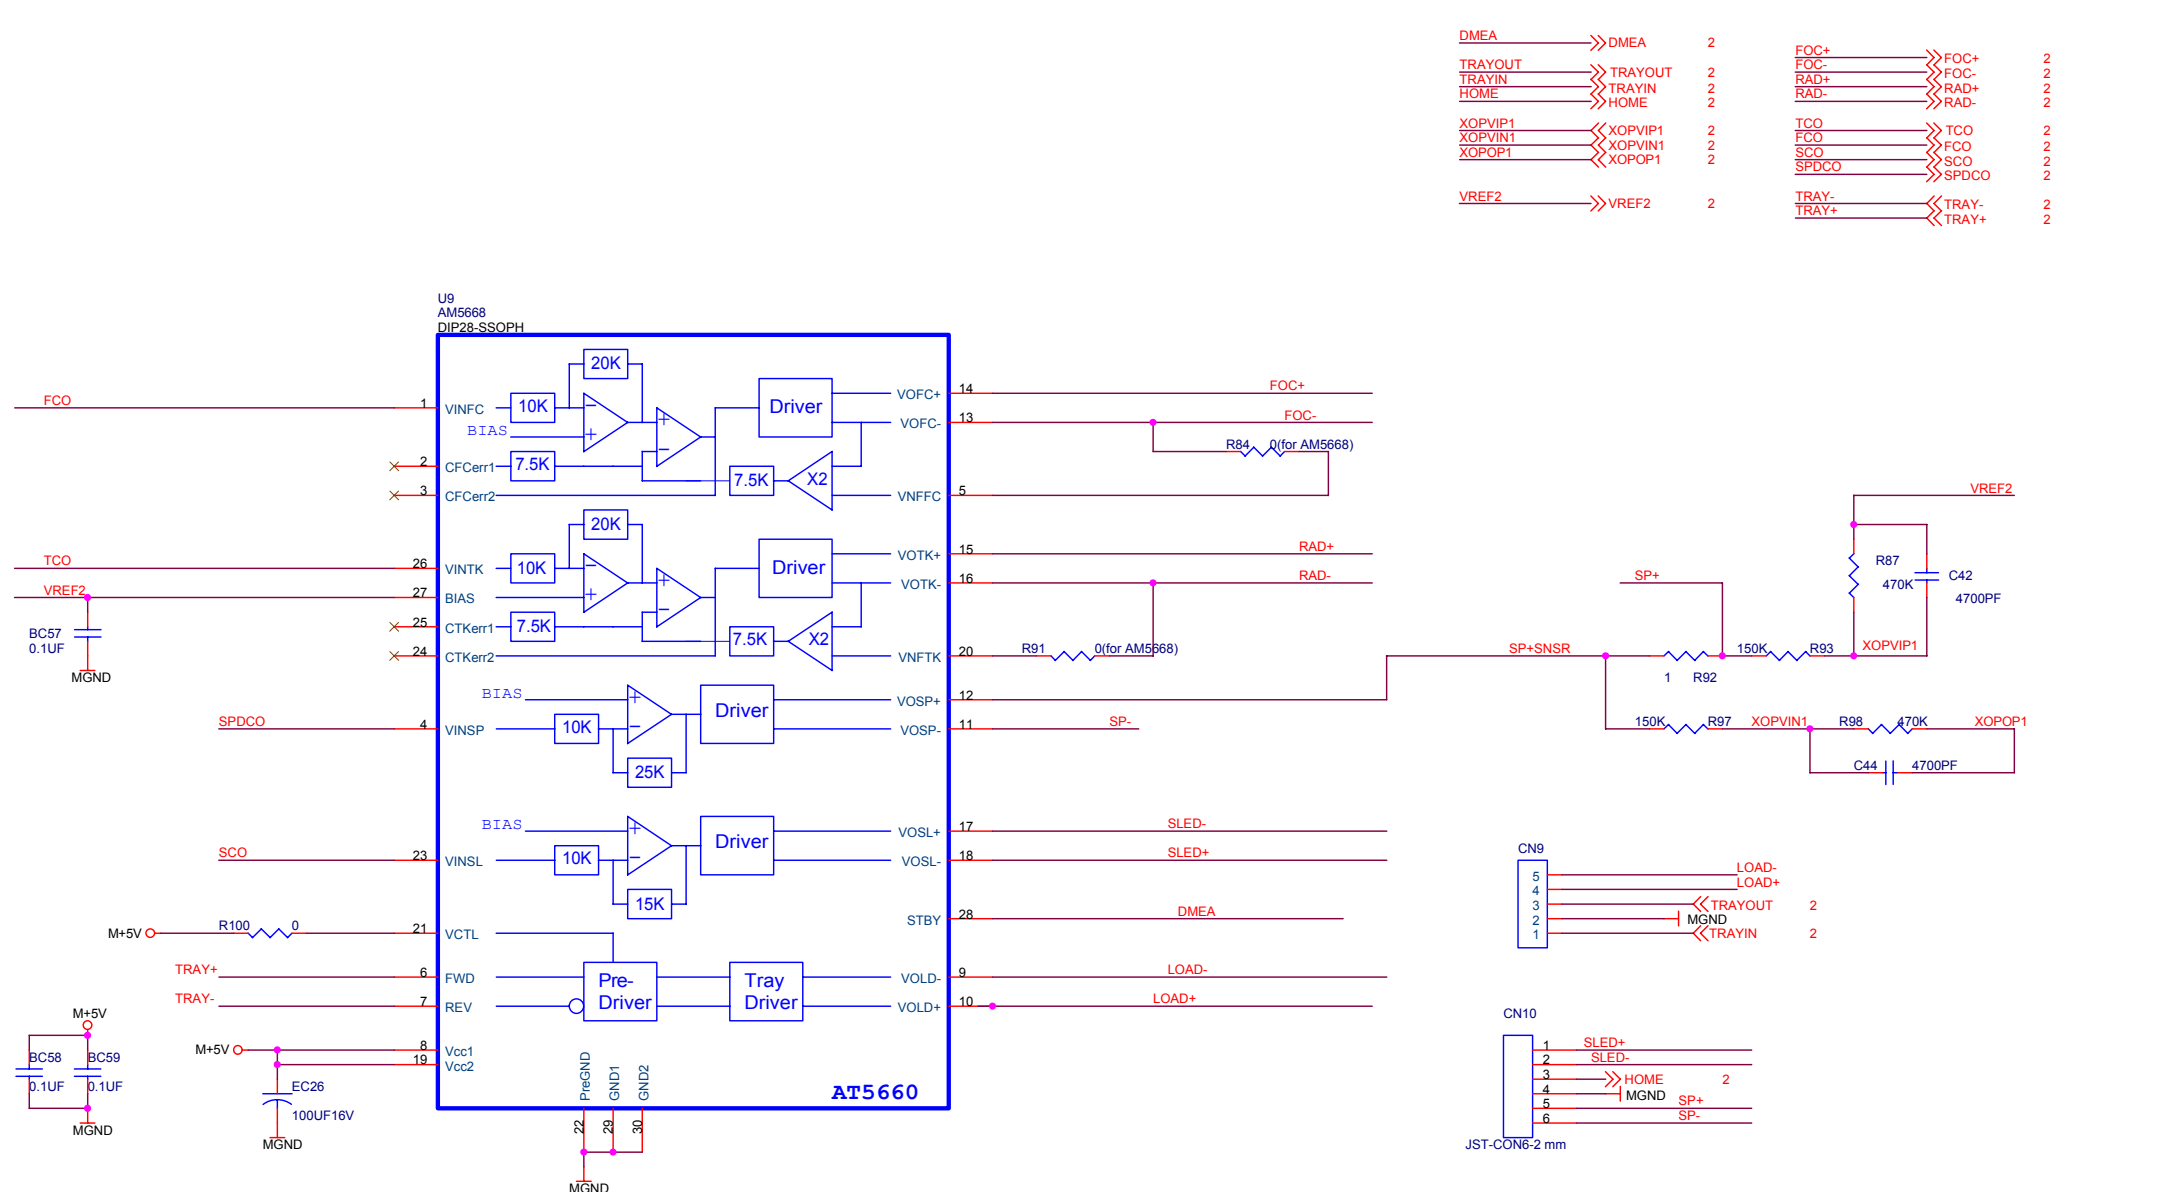 DMEA DMEA 2
TRAYOUT TRAYOUT 2
TRAYIN TRAYIN 2
HOME HOME 2
XOPVIP1 XOPVIP1 2
XOPVIN1 XOPVIN1 2
XOPOP1 XOPOP1 2
VREF2 VREF2 2
FOC+ FOC+ 2
FOC- FOC- 2
RAD+ RAD+ 2
RAD- RAD- 2
TCO TCO 2
FCO FCO 2
SCO SCO 2
SPDCO SPDCO 2
TRAY- TRAY- 2
TRAY+ TRAY+ 2
U9
AM5668
DIP28-SSOPH
FCO 1 VINFC 10K 20K Driver VOFC+ 14 FOC+
BIAS VOFC- 13 FOC-
R84 0(for AM5668)
2 CFCerr1 7.5K 7.5K X2
3 CFCerr2 VNFFC 5
TCO 26 VINTK 10K 20K Driver VOTK+ 15 RAD+
VREF2 27 BIAS VOTK- 16 RAD-
BC57
0.1UF
MGND
25 CTKerr1 7.5K 7.5K X2
24 CTKerr2 VNFTK 20 R91 0(for AM5668)
BIAS Driver VOSP+ 12 SP+SNSR
SPDCO 4 VINSP 10K VOSP- 11 SP-
25K
BIAS Driver VOSL+ 17 SLED-
SCO 23 VINSL 10K VOSL- 18 SLED+
15K
STBY 28 DMEA
M+5V R100 0 21 VCTL
TRAY+ 6 FWD Pre-Driver Tray Driver VOLD- 9 LOAD-
TRAY- 7 REV VOLD+ 10 LOAD+
M+5V 8 Vcc1
19 Vcc2
EC26
100UF16V
MGND
M+5V
BC58 BC59
0.1UF 0.1UF
MGND
PreGND GND1 GND2
22 29 30
MGND
AT5660
VREF2
R87
470K
C42
4700PF
SP+
1 R92
150K R93 XOPVIP1
150K R97 XOPVIN1 R98 470K XOPOP1
C44 4700PF
CN9
5 LOAD-
4 LOAD+
3 TRAYOUT 2
2 MGND
1 TRAYIN 2
CN10
1 SLED+
2 SLED-
3 HOME 2
4 MGND
5 SP+
6 SP-
JST-CON6-2 mm